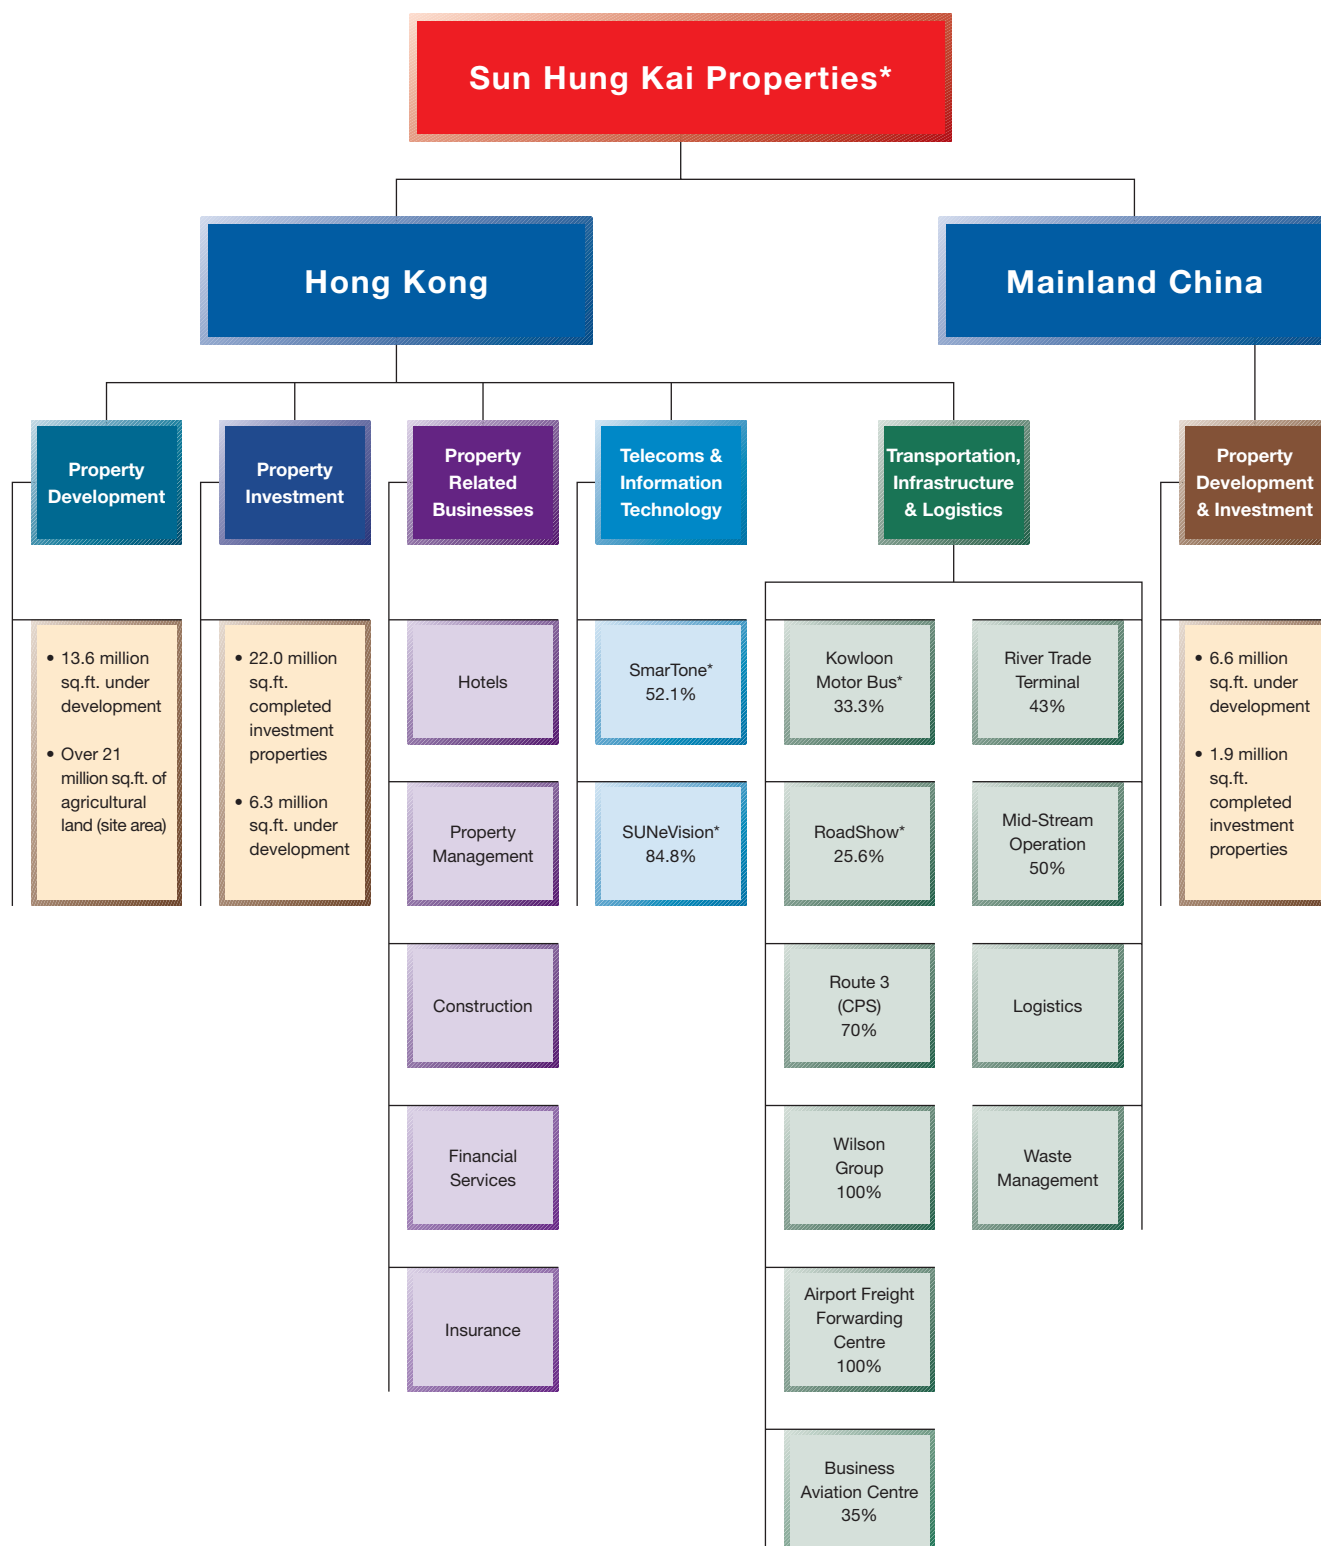 Sun Hung Kai Properties*
Hong Kong
Mainland China
Property
Development
Property
Investment
Property
Related
Businesses
Telecoms &
Information
Technology
Transportation,
Infrastructure
& Logistics
Property
Development
& Investment
• 13.6 million
sq.ft. under
development
• Over 21
million sq.ft. of
agricultural
land (site area)
• 22.0 million
sq.ft.
completed
investment
properties
• 6.3 million
sq.ft. under
development
Hotels
Property
Management
Construction
Financial
Services
Insurance
SmarTone*
52.1%
SUNeVision*
84.8%
Kowloon
Motor Bus*
33.3%
RoadShow*
25.6%
Route 3
(CPS)
70%
Wilson
Group
100%
Airport Freight
Forwarding
Centre
100%
Business
Aviation Centre
35%
River Trade
Terminal
43%
Mid-Stream
Operation
50%
Logistics
Waste
Management
• 6.6 million
sq.ft. under
development
• 1.9 million
sq.ft.
completed
investment
properties